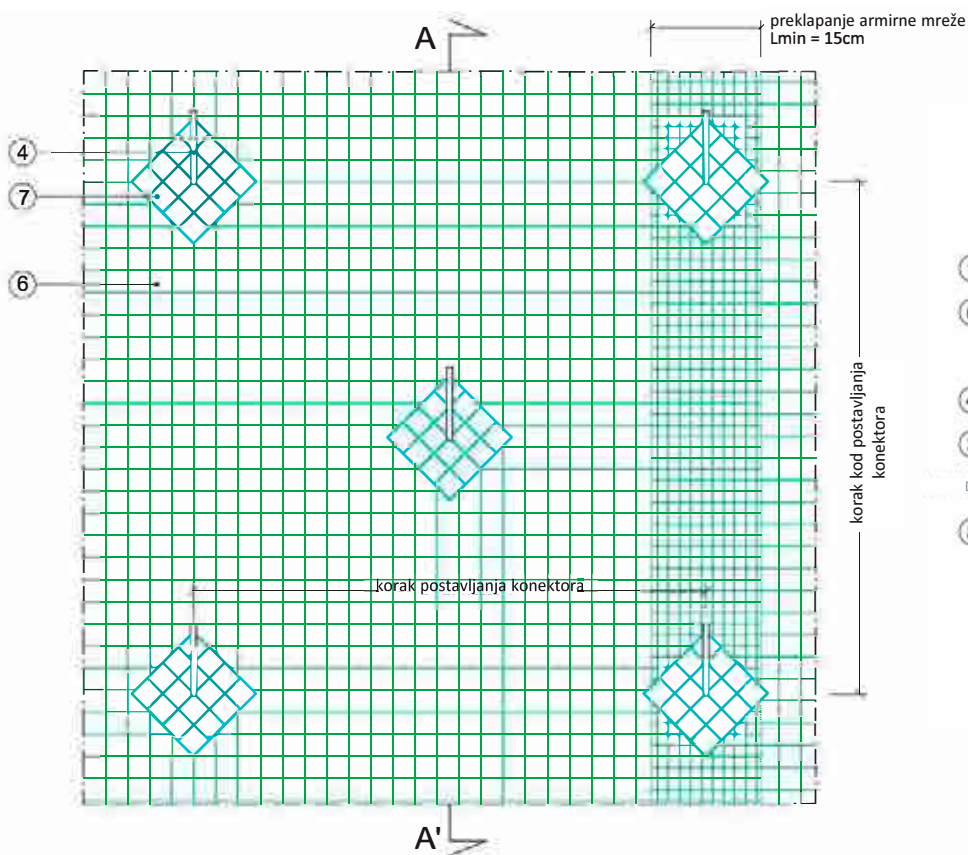 preklapanje armirne mreže
Lmin = 15cm
A
4
7
6
korak kod postavljanja
konektora
korak postavljanja konektora
A'